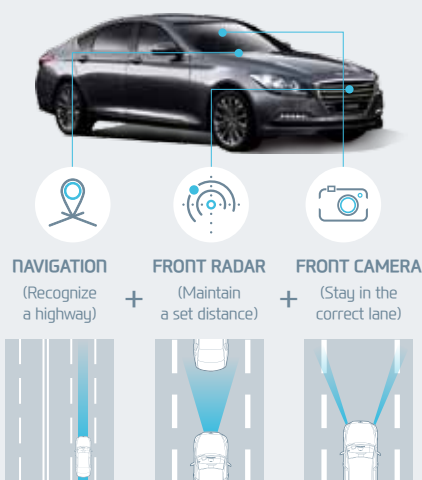 NAVIGATION
(Recognize
a highway)
+
FRONT RADAR
(Maintain
a set distance)
+
FRONT CAMERA
(Stay in the
correct lane)